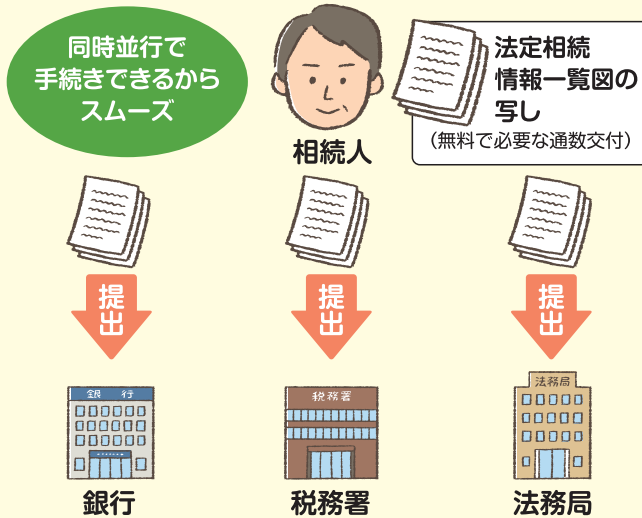 同時並行で
手続きできるから
スムーズ
相続人
法定相続
情報一覧図の
写し
（無料で必要な通数交付）
提出
提出
提出
銀行
税務署
法務局
銀行
税務署
法務局